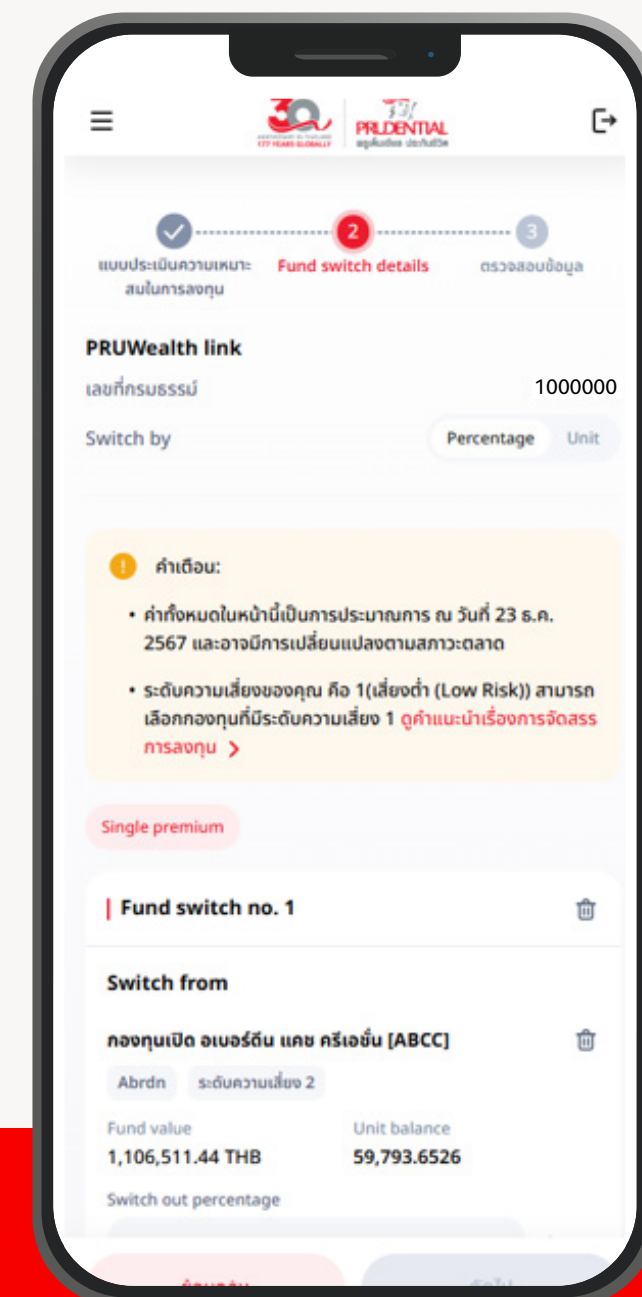 30
177 YEARS GLOBALLY
PRUDENTIAL
2
3
แบบประเมินความเหมาะ
สมในการลงทุน
Fund switch details
ตรวจสอบข้อมูล
PRUWealth link
เลขที่กรมธรรม์
1000000
Switch by
Percentage
Unit
คำเตือน:
• ค่าทั้งหมดในหน้านี้เป็นการประมาณการ ณ วันที่ 23 ธ.ค.
2567 และอาจมีการเปลี่ยนแปลงตามสภาวะตลาด
• ระดับความเสี่ยงของคุณ คือ 1(เสี่ยงต่ำ (Low Risk)) สามารถ
เลือกกองทุนที่มีระดับความเสี่ยง 1 ดูคำแนะนำเรื่องการจัดสรร
การลงทุน >
Single premium
Fund switch no. 1
Switch from
กองทุนเปิด อเบอร์ดีน แคช ครีเอชั่น [ABCC]
Abrdn
ระดับความเสี่ยง 2
Fund value
Unit balance
1,106,511.44 THB
59,793.6526
Switch out percentage